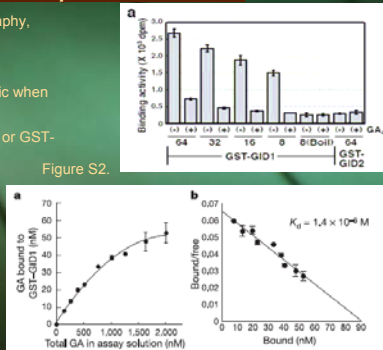 aphy,
ic when
or GST-
Figure S2.
a
Binding activity (X 10³ dpm)
3.0
2.5
2.0
1.5
1.0
0.5
0.0
(-) (+) (-) (+) (-) (+) (-) (+) (-) (+) (-) (+) GA
64 32 16 8 8(Boil) 64
GST-GID1 GST-
GID2
a
GA bound to
GST–GID1 (nM)
70
60
50
40
30
20
10
0
0 500 1,000 1,500 2,000
Total GA in assay solution (nM)
b
Bound/free
0,07
0,06
0,05
0,04
0,03
0,02
0,01
0
Kd = 1.4 × 10⁻⁶ M
0 10 20 30 40 50 60 70 80 90
Bound (nM)